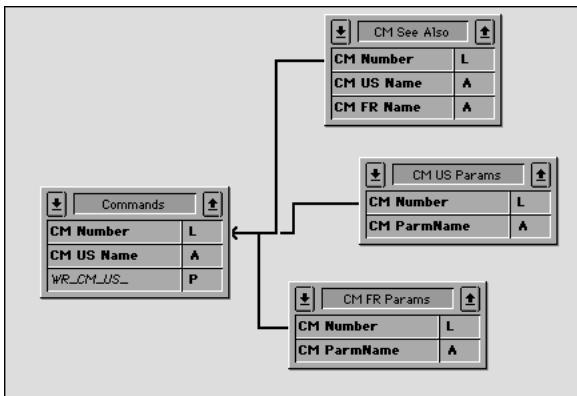 CM See Also
CM Number L
CM US Name A
CM FR Name A
CM US Params
CM Number L
CM ParmName A
Commands
CM Number L
CM US Name A
WR_CM_US_ P
CM FR Params
CM Number L
CM ParmName A